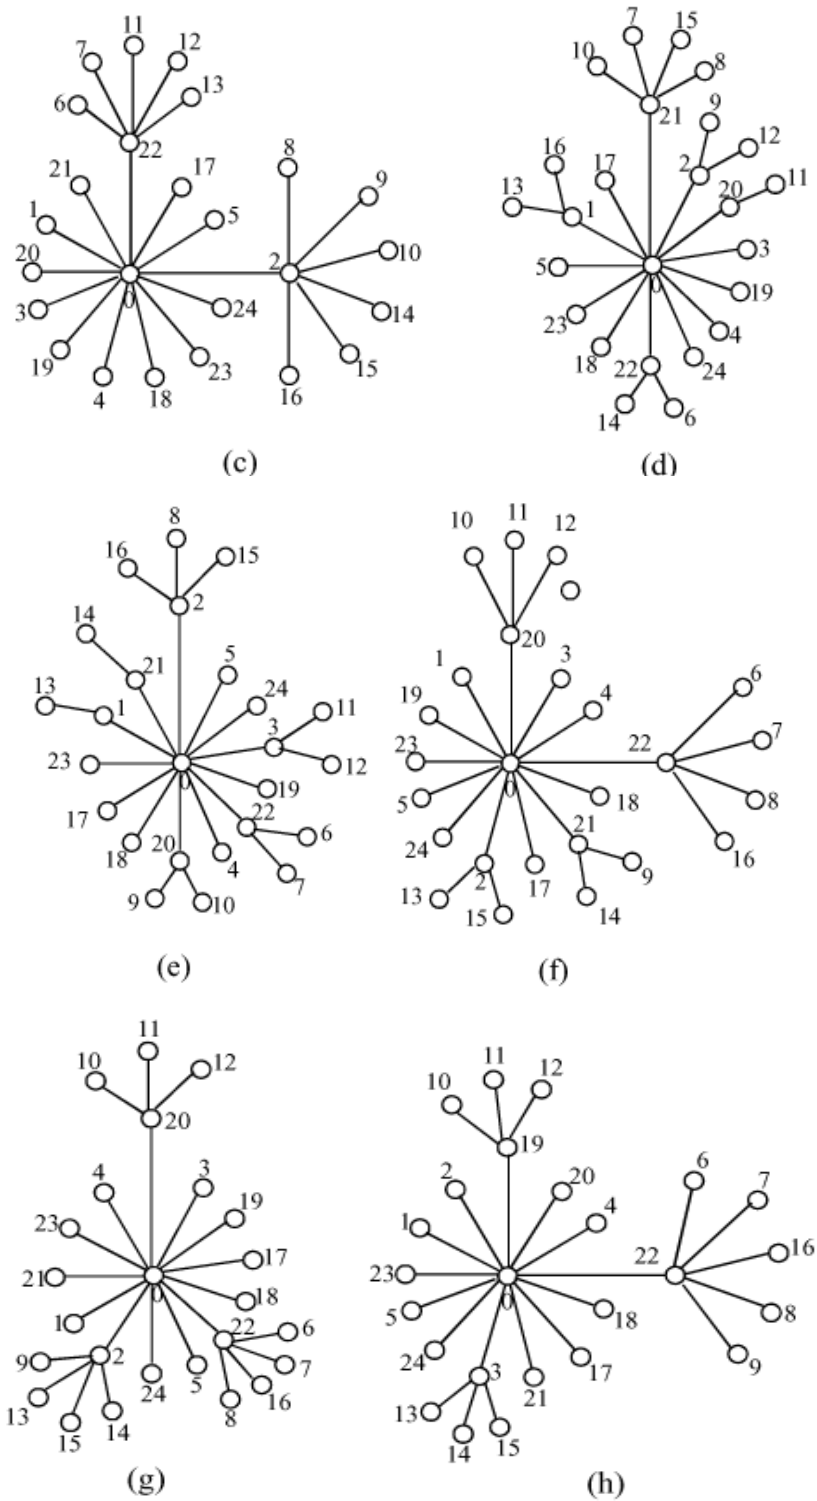 11
7 12
13
6
22
21 17 8
9
1 5
20 2 10
0
3 24 14
19 23 15
4 18 16
(c)
7 15
10 8
21 9
16 12
17 2
13 20 11
1
5 3
0 19
23 4
18 22 24
14 6
(d)
8
16 15
2
14
21 5
13 24
1 3 11
23 12
0 19
17 22
6
18 20 4
7
9 10
(e)
10 11 12
20
1 3
6
19 4
7
23 22
0
5 18 8
24 21
16
2 17 9
13
15 14
(f)
11
10 12
20
4 3
23 19
17
21
0 18
1 22 6
9 2 7
24 5 16
13 8
15 14
(g)
11
10 12
19
6
2 20 7
4
1 16
23 22
0
5 18 8
24 17 9
3
13 21
14 15
(h)